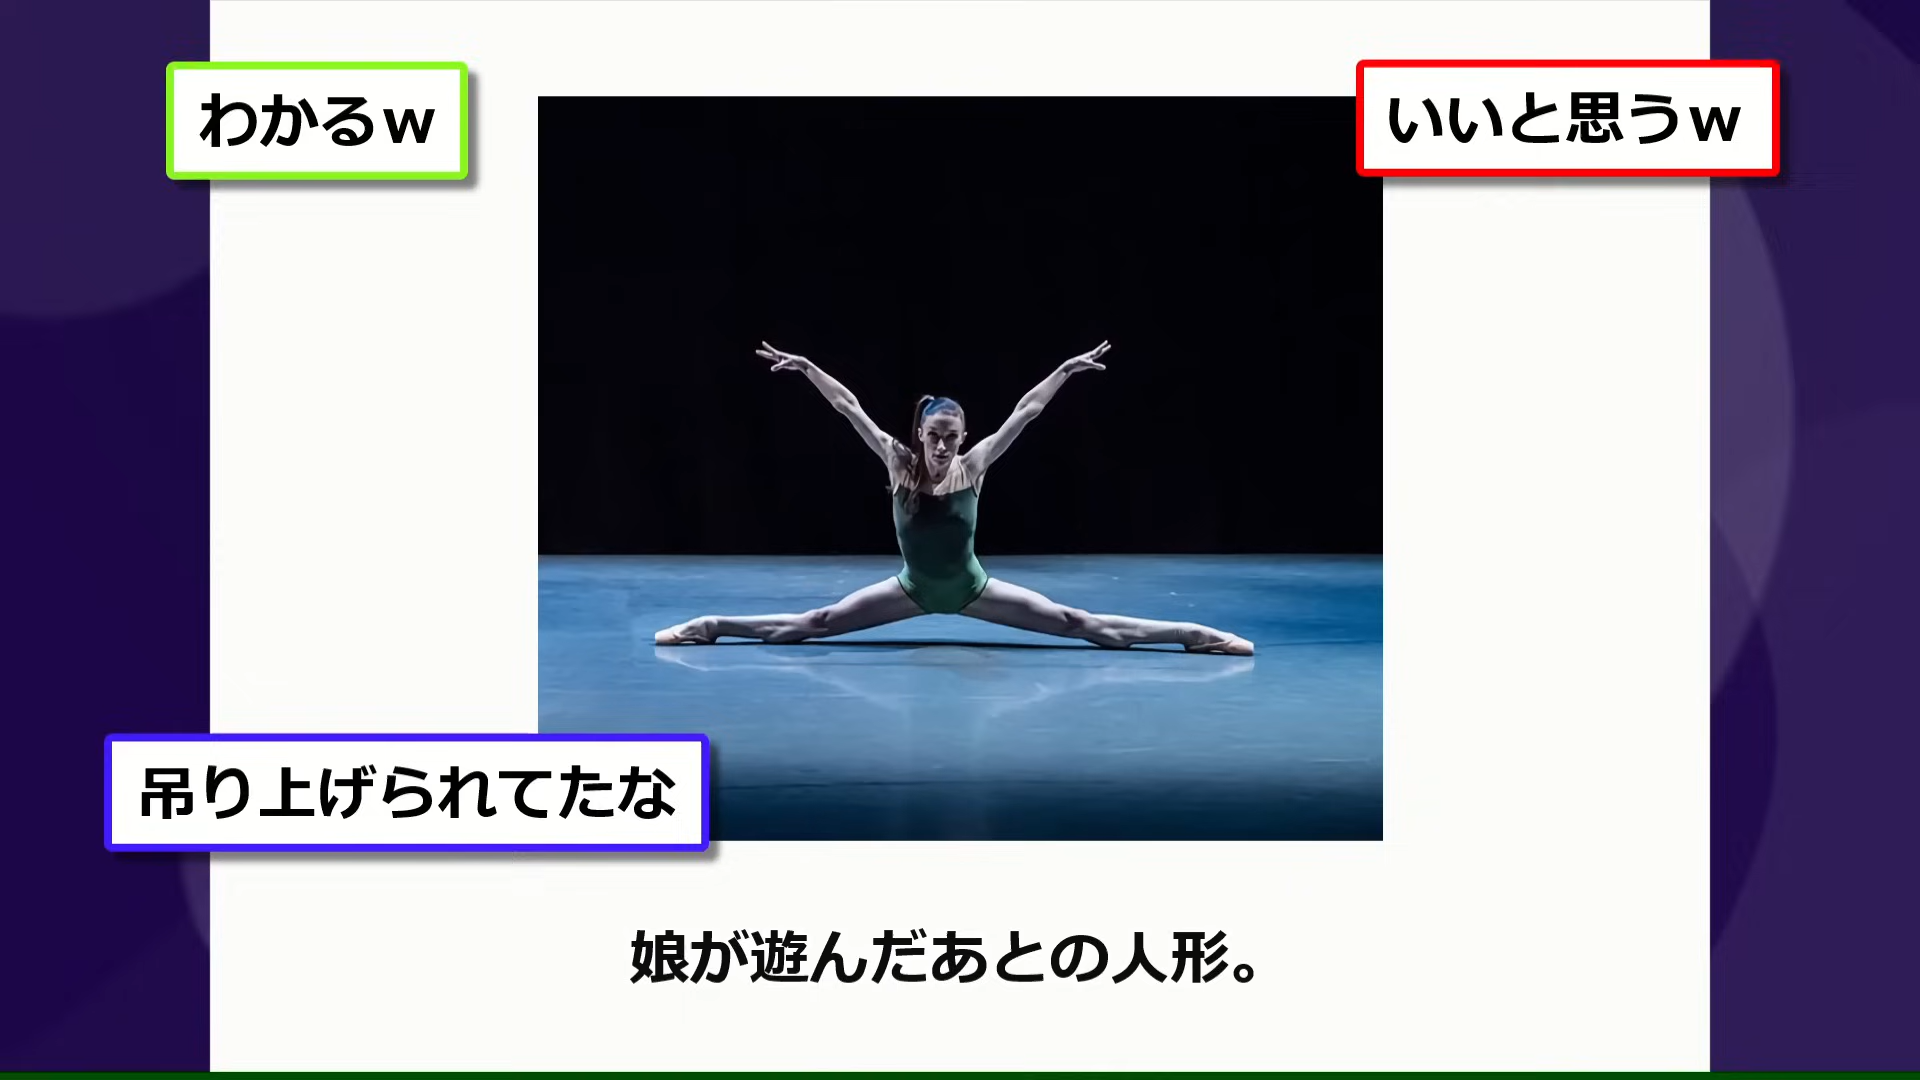 わかるｗ
いいと思うｗ
吊り上げられてたな
娘が遊んだあとの人形。